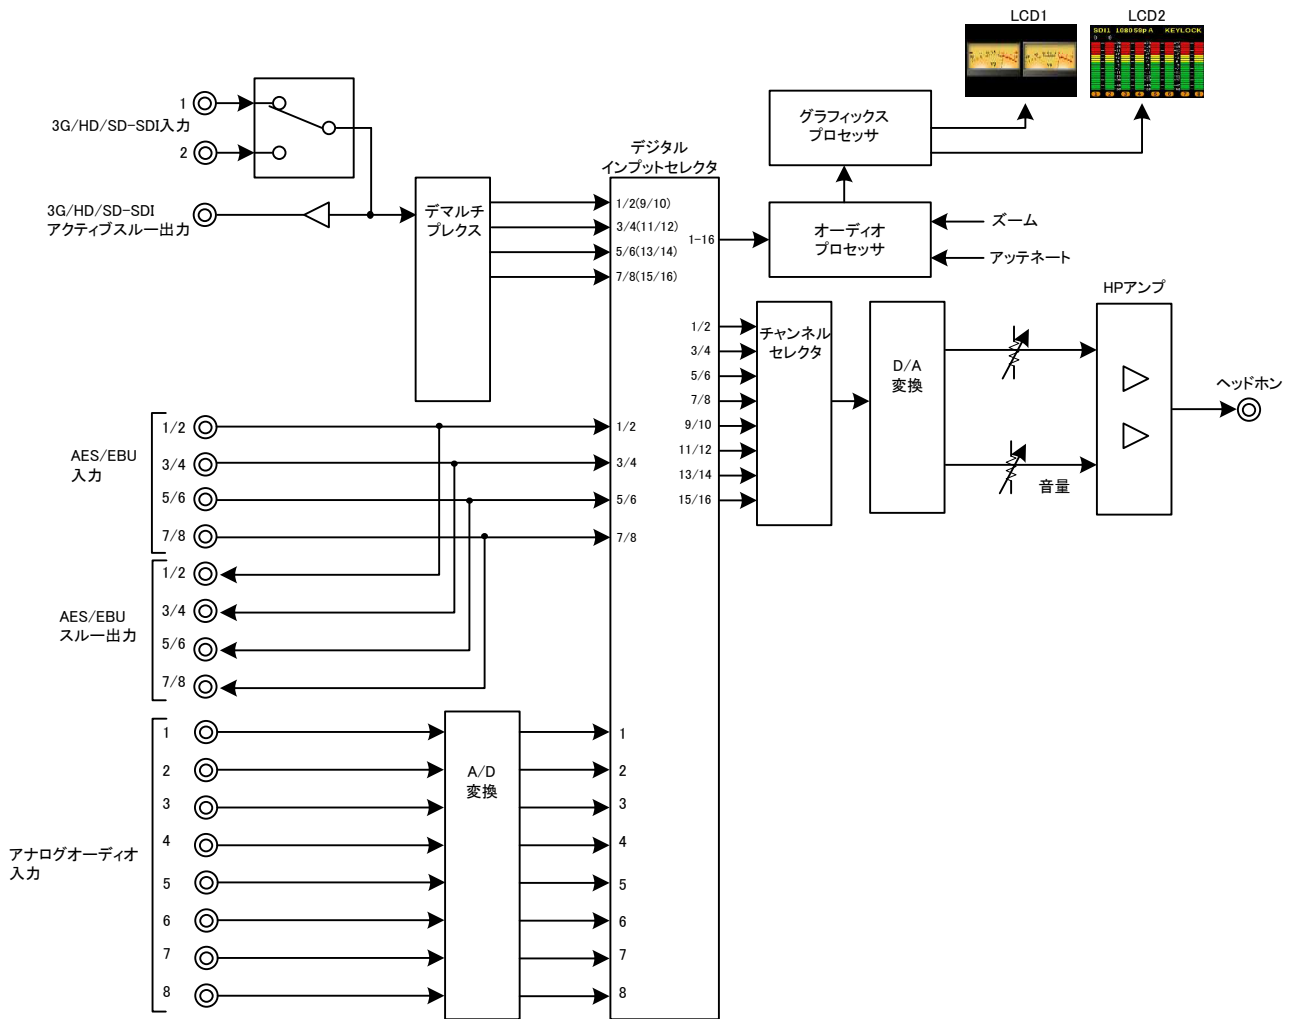 LCD1
LCD2
SDI1 1080 59p A KEYLOCK
グラフィックス
プロセッサ
1
3G/HD/SD-SDI入力
2
3G/HD/SD-SDI
アクティブスルー出力
デマルチ
プレクス
デジタル
インプットセレクタ
1/2(9/10)
3/4(11/12)
5/6(13/14)
7/8(15/16)
1-16
オーディオ
プロセッサ
ズーム
アッテネート
1/2
3/4
5/6
7/8
9/10
11/12
13/14
15/16
チャンネル
セレクタ
D/A
変換
音量
HPアンプ
ヘッドホン
AES/EBU
入力
1/2
3/4
5/6
7/8
1/2
3/4
5/6
7/8
AES/EBU
スルー出力
1/2
3/4
5/6
7/8
アナログオーディオ
入力
1
2
3
4
5
6
7
8
A/D
変換
1
2
3
4
5
6
7
8